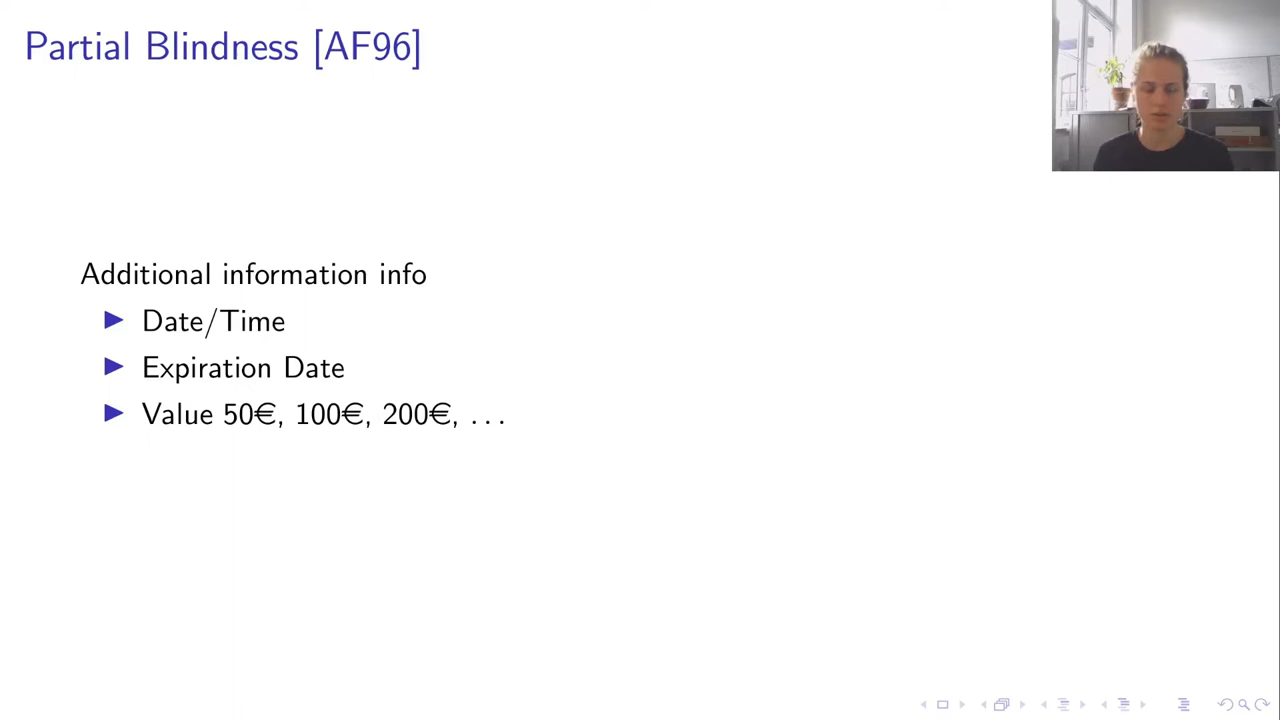 Partial Blindness [AF96]
Additional information info
Date/Time
Expiration Date
Value 50€, 100€, 200€, ...